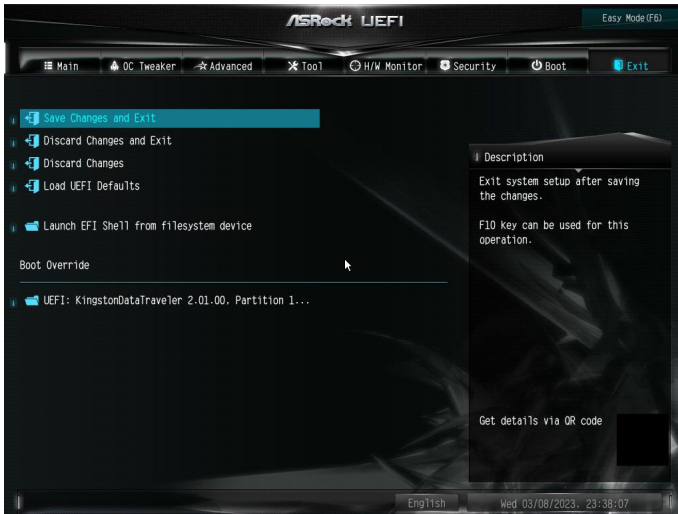 ASRock UEFI
Easy Mode(F6)
Main
OC Tweaker
Advanced
Tool
H/W Monitor
Security
Boot
Exit
Save Changes and Exit
Discard Changes and Exit
Discard Changes
Load UEFI Defaults
Launch EFI Shell from filesystem device
Boot Override
UEFI: KingstonDataTraveler 2.01.00, Partition 1...
Description
Exit system setup after saving
the changes.
F10 key can be used for this
operation.
Get details via QR code
English
Wed 03/08/2023, 23:38:07